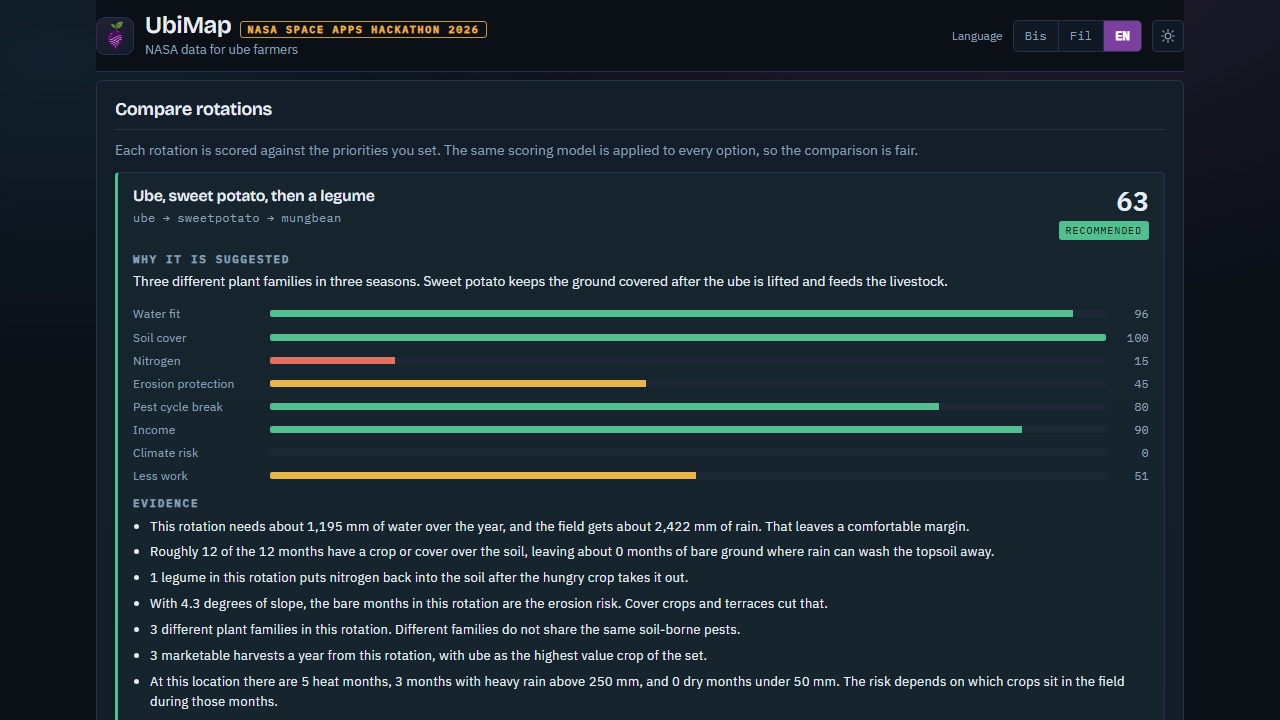 UbiMap NASA SPACE APPS HACKATHON 2026
NASA data for ube farmers
Language Bis Fil EN
Compare rotations
Each rotation is scored against the priorities you set. The same scoring model is applied to every option, so the comparison is fair.
Ube, sweet potato, then a legume
63
ube → sweetpotato → mungbean
RECOMMENDED
WHY IT IS SUGGESTED
Three different plant families in three seasons. Sweet potato keeps the ground covered after the ube is lifted and feeds the livestock.
Water fit 96
Soil cover 100
Nitrogen 15
Erosion protection 45
Pest cycle break 80
Income 90
Climate risk 0
Less work 51
EVIDENCE
• This rotation needs about 1,195 mm of water over the year, and the field gets about 2,422 mm of rain. That leaves a comfortable margin.
• Roughly 12 of the 12 months have a crop or cover over the soil, leaving about 0 months of bare ground where rain can wash the topsoil away.
• 1 legume in this rotation puts nitrogen back into the soil after the hungry crop takes it out.
• With 4.3 degrees of slope, the bare months in this rotation are the erosion risk. Cover crops and terraces cut that.
• 3 different plant families in this rotation. Different families do not share the same soil-borne pests.
• 3 marketable harvests a year from this rotation, with ube as the highest value crop of the set.
• At this location there are 5 heat months, 3 months with heavy rain above 250 mm, and 0 dry months under 50 mm. The risk depends on which crops sit in the field
during those months.